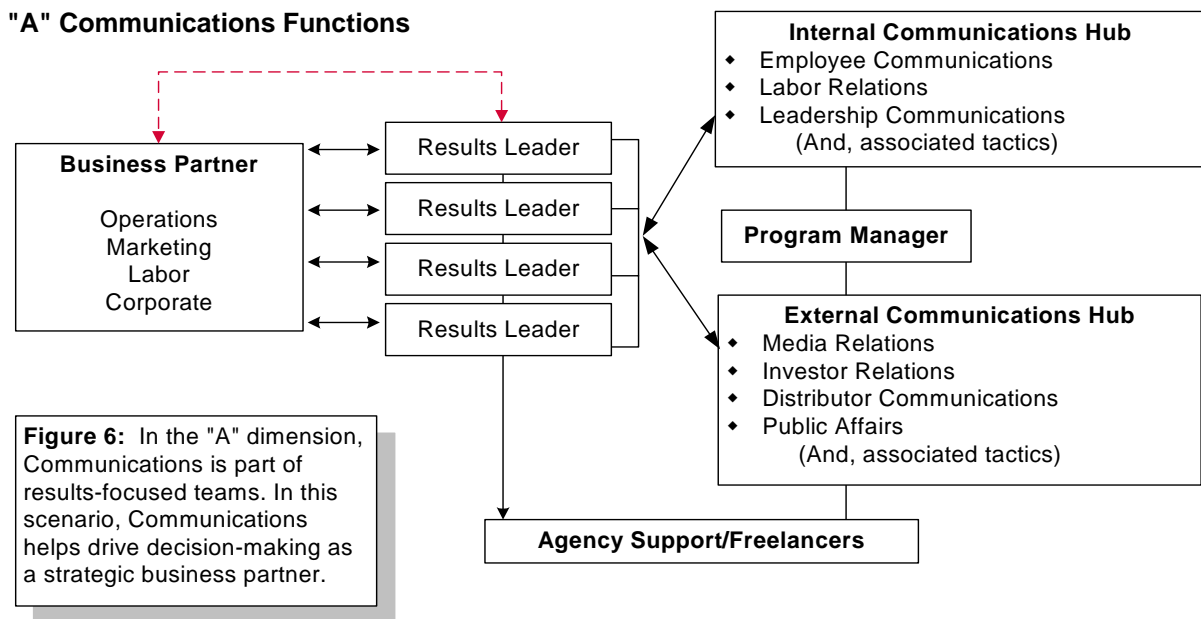 "A" Communications Functions
Business Partner
Operations
Marketing
Labor
Corporate
Results Leader
Results Leader
Results Leader
Results Leader
Internal Communications Hub
◆ Employee Communications
◆ Labor Relations
◆ Leadership Communications
(And, associated tactics)
Program Manager
External Communications Hub
◆ Media Relations
◆ Investor Relations
◆ Distributor Communications
◆ Public Affairs
(And, associated tactics)
Agency Support/Freelancers
Figure 6: In the "A" dimension,
Communications is part of
results-focused teams. In this
scenario, Communications
helps drive decision-making as
a strategic business partner.